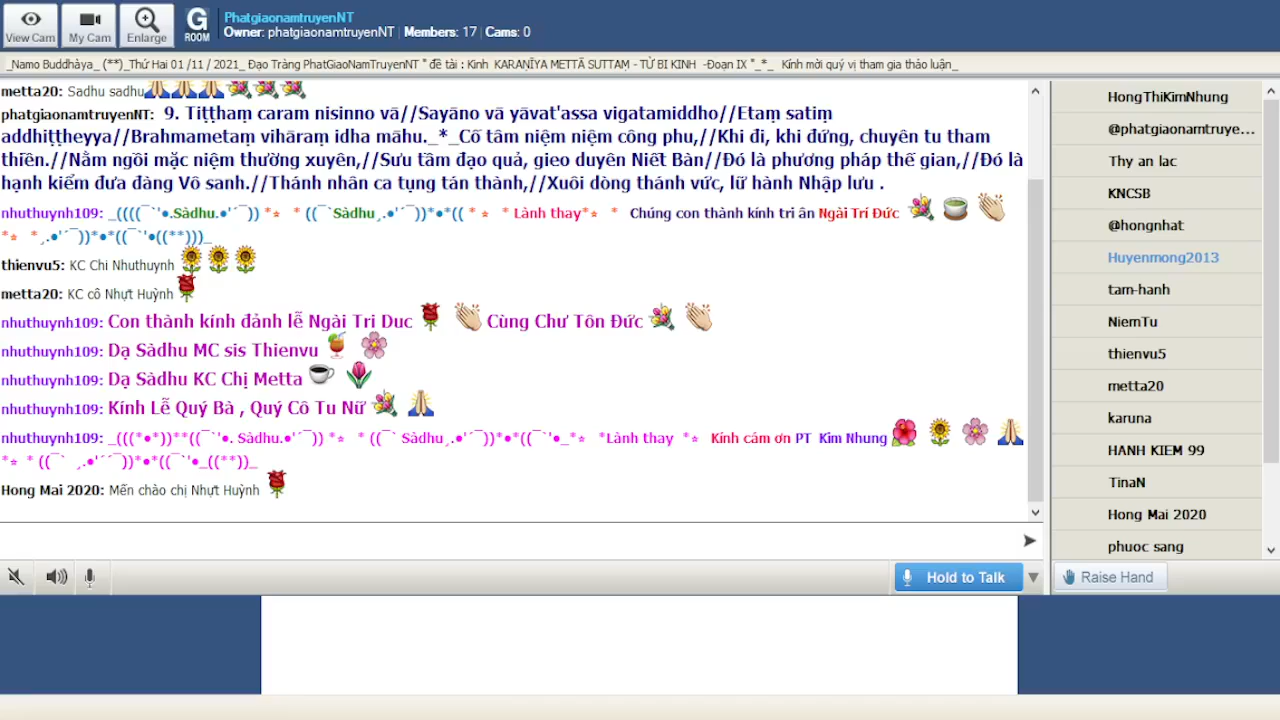 View Cam
My Cam
Enlarge
G ROOM
PhatgiaonamtruyenNT
Owner: phatgiaonamtruyenNT | Members: 17 | Cams: 0
_Namo Buddhàya_ (**)_Thứ Hai 01 /11 / 2021_ Đạo Tràng PhatGiaoNamTruyenNT " đề tài : Kinh KARAṆĪYA METTĀ SUTTAṂ - TỪ BI KINH -Đoạn IX "_*_ Kính mời quý vị tham gia thảo luận_
metta20: Sadhu sadhu
phatgiaonamtruyenNT: 9. Tiṭṭhaṃ caram nisinno vā//Sayāno vā yāvat'assa vigatamiddho//Etaṃ satiṃ
addhiṭṭheyya//Brahmametaṃ vihāraṃ idha māhu._*_Cố tâm niệm niệm công phu,//Khi đi, khi đứng, chuyên tu tham
thiền.//Nằm ngồi mặc niệm thường xuyên,//Sưu tầm đạo quả, gieo duyên Niết Bàn//Đó là phương pháp thế gian,//Đó là
hạnh kiểm đưa đàng Vô sanh.//Thánh nhân ca tụng tán thành,//Xuôi dòng thánh vức, lữ hành Nhập lưu .
nhuthuynh109: _((((¯`'•.Sàdhu.•'´¯)) *⭒ * ((¯`Sàdhu¸.•'´¯))*•*(( * ⭒ * Lành thay*⭒ * Chúng con thành kính tri ân Ngài Trí Đức
*⭒ *¸.•'´¯))*•*((¯`'•((**)))_
thienvu5: KC Chi Nhuthuynh
metta20: KC cô Nhựt Huỳnh
nhuthuynh109: Con thành kính đảnh lễ Ngài Tri Duc Cùng Chư Tôn Đức
nhuthuynh109: Dạ Sàdhu MC sis Thienvu
nhuthuynh109: Dạ Sàdhu KC Chị Metta
nhuthuynh109: Kính Lễ Quý Bà , Quý Cô Tu Nữ
nhuthuynh109: _(((*•*))**((¯`'•. Sàdhu.•'´¯)) *⭒ * ((¯` Sàdhu¸.•'´¯))*•*((¯`'•_*⭒ *Lành thay *⭒ Kính cám ơn PT Kim Nhung
*⭒ * ((¯` ¸.•'´¯))*•*((¯`'•_((**))_
Hong Mai 2020: Mến chào chị Nhựt Huỳnh
HongThiKimNhung
@phatgiaonamtruye...
Thy an lac
KNCSB
@hongnhat
Huyenmong2013
tam-hanh
NiemTu
thienvu5
metta20
karuna
HANH KIEM 99
TinaN
Hong Mai 2020
phuoc sang
Hold to Talk
Raise Hand